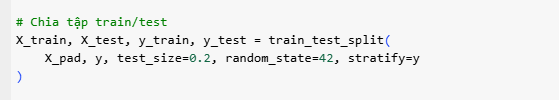 # Chia tập train/test
X_train, X_test, y_train, y_test = train_test_split(
    X_pad, y, test_size=0.2, random_state=42, stratify=y
)